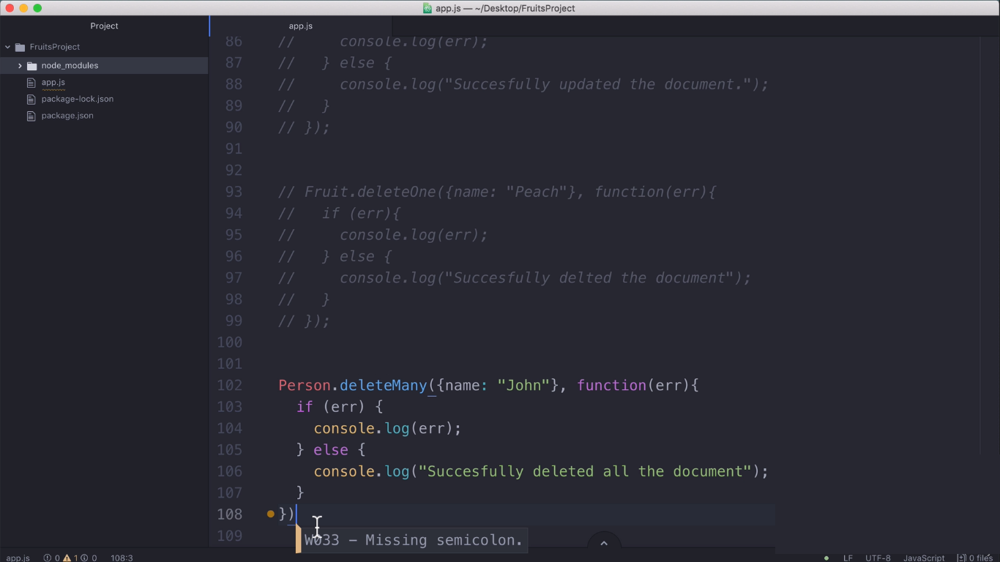 app.js — ~/Desktop/FruitsProject
Project
app.js
FruitsProject
node_modules
app.js
package-lock.json
package.json
86 //     console.log(err);
87 //   } else {
88 //     console.log("Succesfully updated the document.");
89 //   }
90 // });
91
92
93 // Fruit.deleteOne({name: "Peach"}, function(err){
94 //   if (err){
95 //     console.log(err);
96 //   } else {
97 //     console.log("Succesfully delted the document");
98 //   }
99 // });
100
101
102 Person.deleteMany({name: "John"}, function(err){
103   if (err) {
104     console.log(err);
105   } else {
106     console.log("Succesfully deleted all the document");
107   }
108 })
109
W033 – Missing semicolon.
app.js 0 1 0 108:3 LF UTF-8 JavaScript 0 files